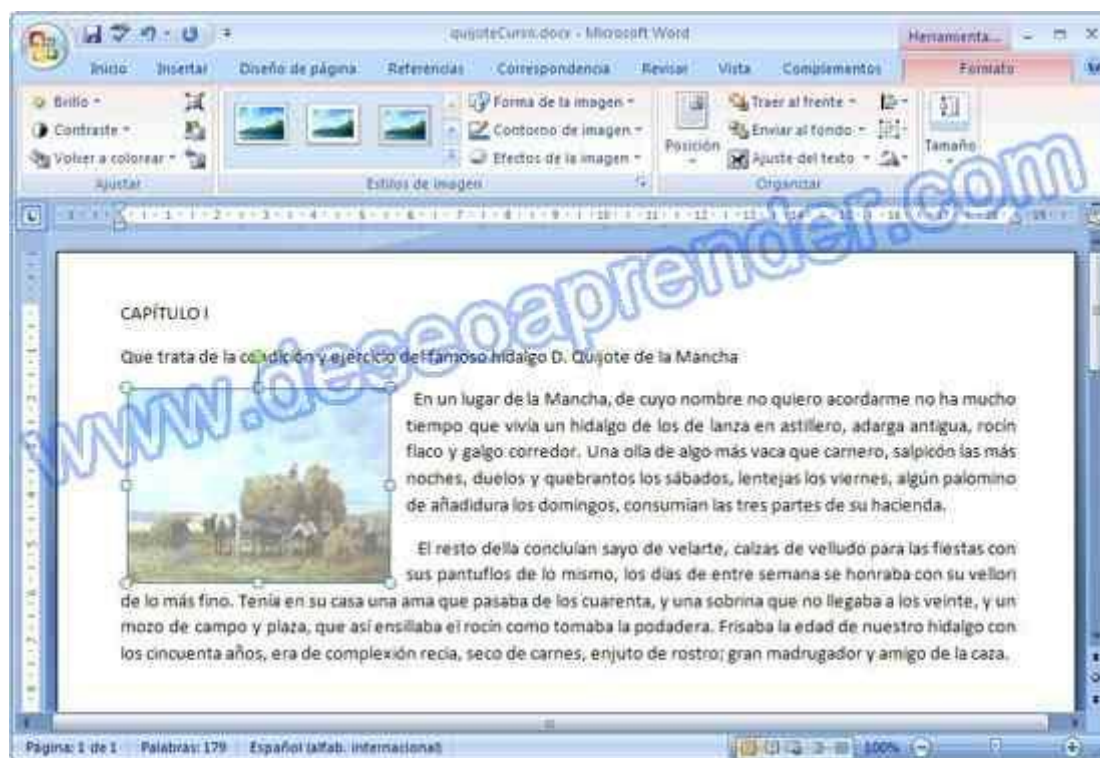 quijoteCurso.docx - Microsoft Word
Herramienta...
Inicio Insertar Diseño de página Referencias Correspondencia Revisar Vista Complementos Formato
Brillo
Contraste
Volver a colorear
Forma de la imagen
Contorno de imagen
Efectos de la imagen
Posición
Traer al frente
Enviar al fondo
Ajuste del texto
Tamaño
Ajustar
Estilos de imagen
Organizar
www.deseoaprender.com
CAPÍTULO I
Que trata de la condición y ejercicio del famoso hidalgo D. Quijote de la Mancha
En un lugar de la Mancha, de cuyo nombre no quiero acordarme no ha mucho
tiempo que vivía un hidalgo de los de lanza en astillero, adarga antigua, rocín
flaco y galgo corredor. Una olla de algo más vaca que carnero, salpicón las más
noches, duelos y quebrantos los sábados, lentejas los viernes, algún palomino
de añadidura los domingos, consumían las tres partes de su hacienda.
El resto della concluían sayo de velarte, calzas de velludo para las fiestas con
sus pantuflos de lo mismo, los días de entre semana se honraba con su vellori
de lo más fino. Tenía en su casa una ama que pasaba de los cuarenta, y una sobrina que no llegaba a los veinte, y un
mozo de campo y plaza, que así ensillaba el rocín como tomaba la podadera. Frisaba la edad de nuestro hidalgo con
los cincuenta años, era de complexión recia, seco de carnes, enjuto de rostro; gran madrugador y amigo de la caza.
Página: 1 de 1 Palabras: 179 Español (alfab. internacional) 100%